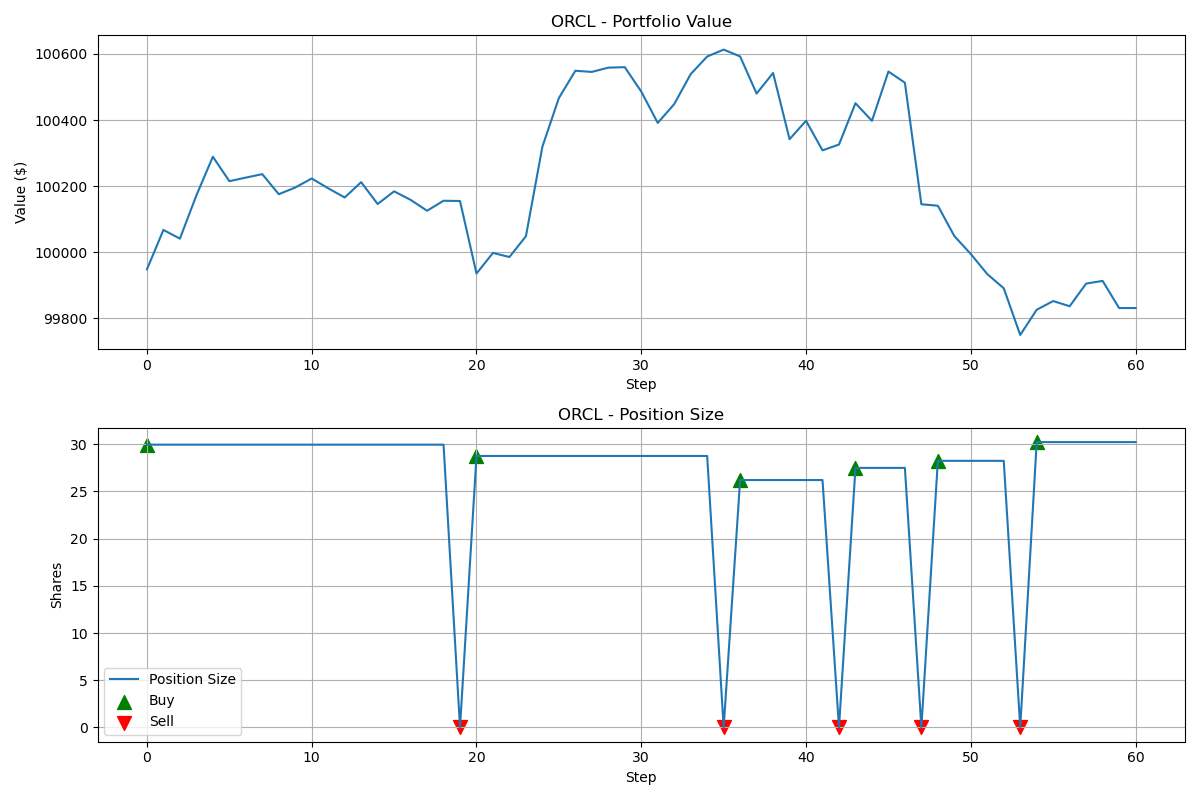 ORCL - Portfolio Value
Value ($)
100600
100400
100200
100000
99800
0 10 20 30 40 50 60
Step
ORCL - Position Size
Shares
30
25
20
15
10
5
0
Position Size
Buy
Sell
0 10 20 30 40 50 60
Step